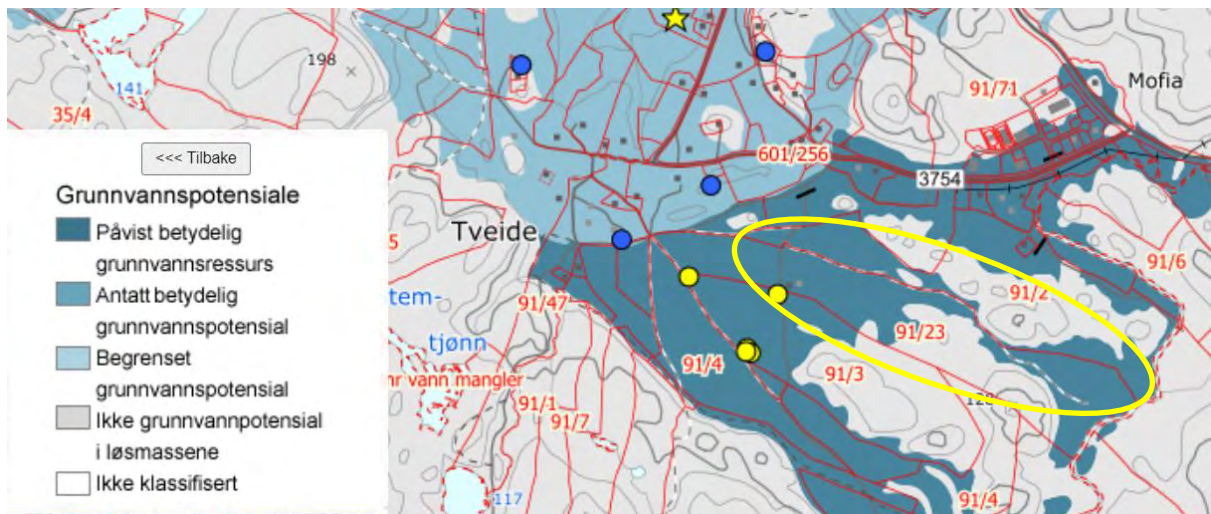 198
141
35/4
<<< Tilbake
Grunnvannspotensiale
Påvist betydelig
grunnvannsressurs
Antatt betydelig
grunnvannspotensial
Begrenset
grunnvannspotensial
Ikke grunnvannpotensial
i løsmassene
Ikke klassifisert
Mofia
91/71
601/256
3754
Tveide
5
tem-
tjønn
nr vann mangler
91/47
91/4
91/1
91/7
117
91/6
91/2
91/23
91/3
91/4